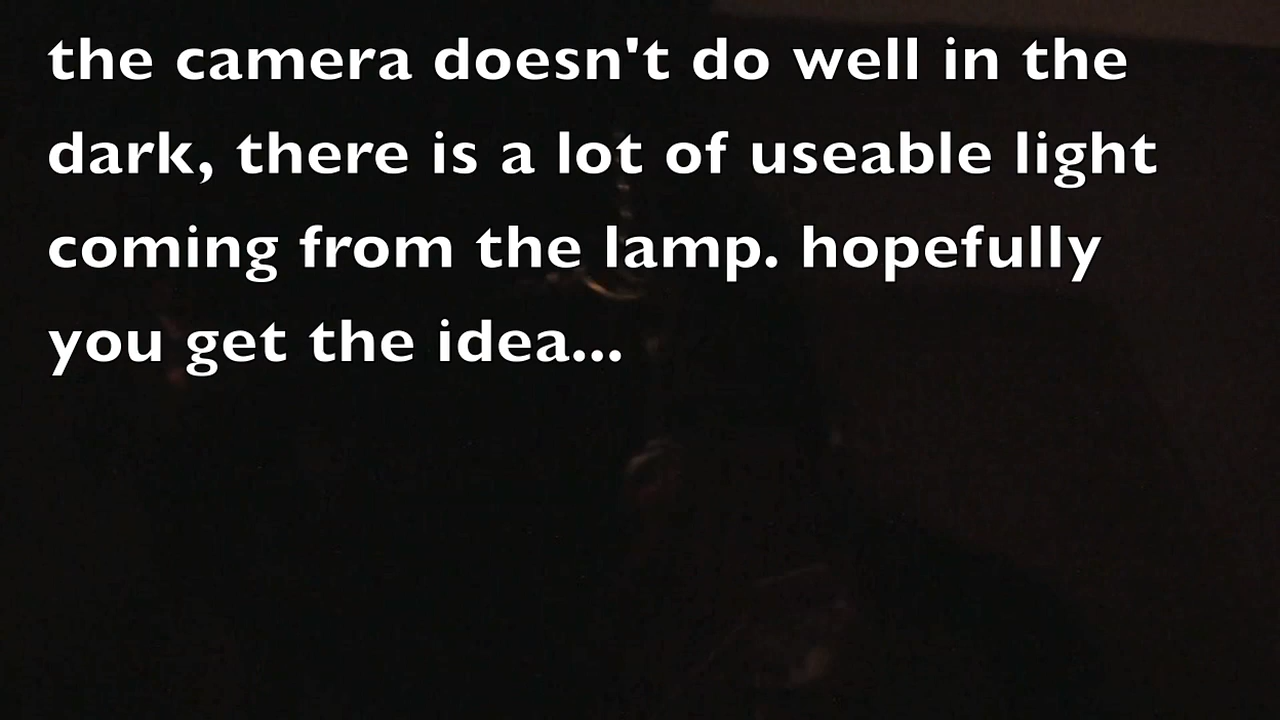 the camera doesn't do well in the
dark, there is a lot of useable light
coming from the lamp. hopefully
you get the idea...